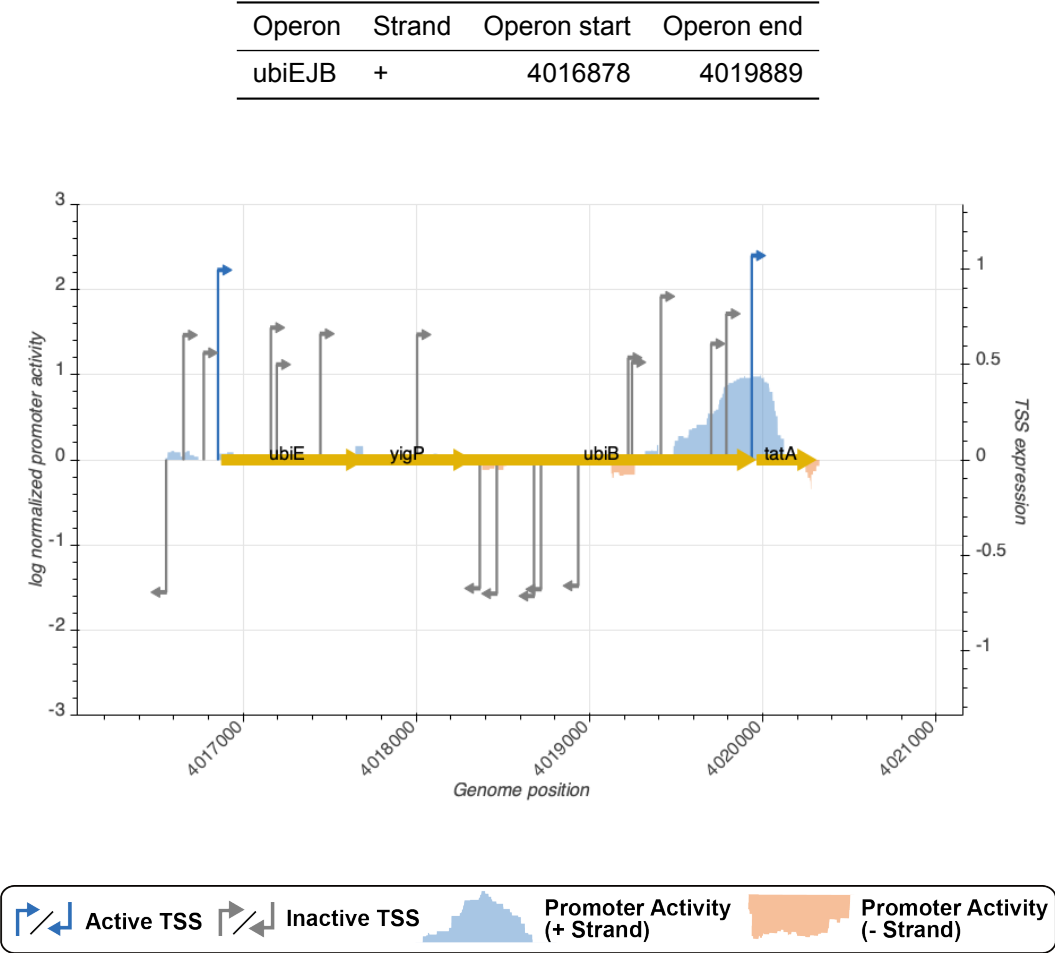 Operon Strand Operon start Operon end
ubiEJB + 4016878 4019889
3
2
1
0
-1
-2
-3
log normalized promoter activity
1
0.5
0
-0.5
-1
TSS expression
ubiE yigP ubiB tatA
4017000 4018000 4019000 4020000 4021000
Genome position
Active TSS Inactive TSS Promoter Activity Promoter Activity
(+ Strand) (- Strand)